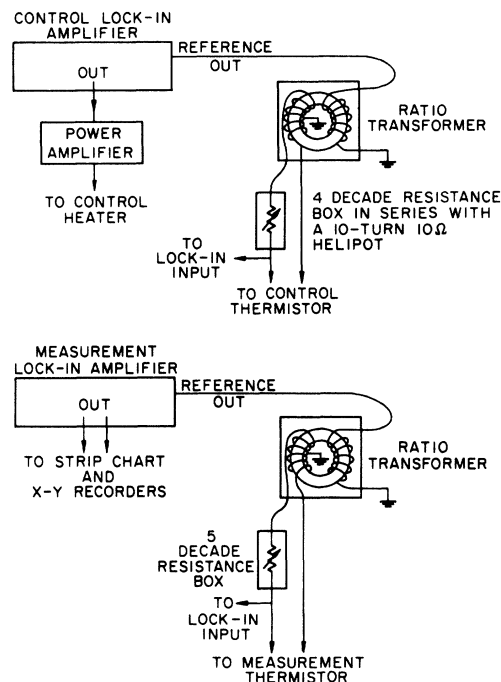 CONTROL LOCK-IN
AMPLIFIER
REFERENCE
OUT
OUT
RATIO
TRANSFORMER
POWER
AMPLIFIER
TO CONTROL
HEATER
4 DECADE RESISTANCE
BOX IN SERIES WITH
A 10-TURN 10Ω
HELIPOT
TO
LOCK-IN
INPUT
TO CONTROL
THERMISTOR
MEASUREMENT
LOCK-IN AMPLIFIER
REFERENCE
OUT
OUT
RATIO
TRANSFORMER
TO STRIP CHART
AND
X-Y RECORDERS
5
DECADE
RESISTANCE
BOX
TO
LOCK-IN
INPUT
TO MEASUREMENT
THERMISTOR